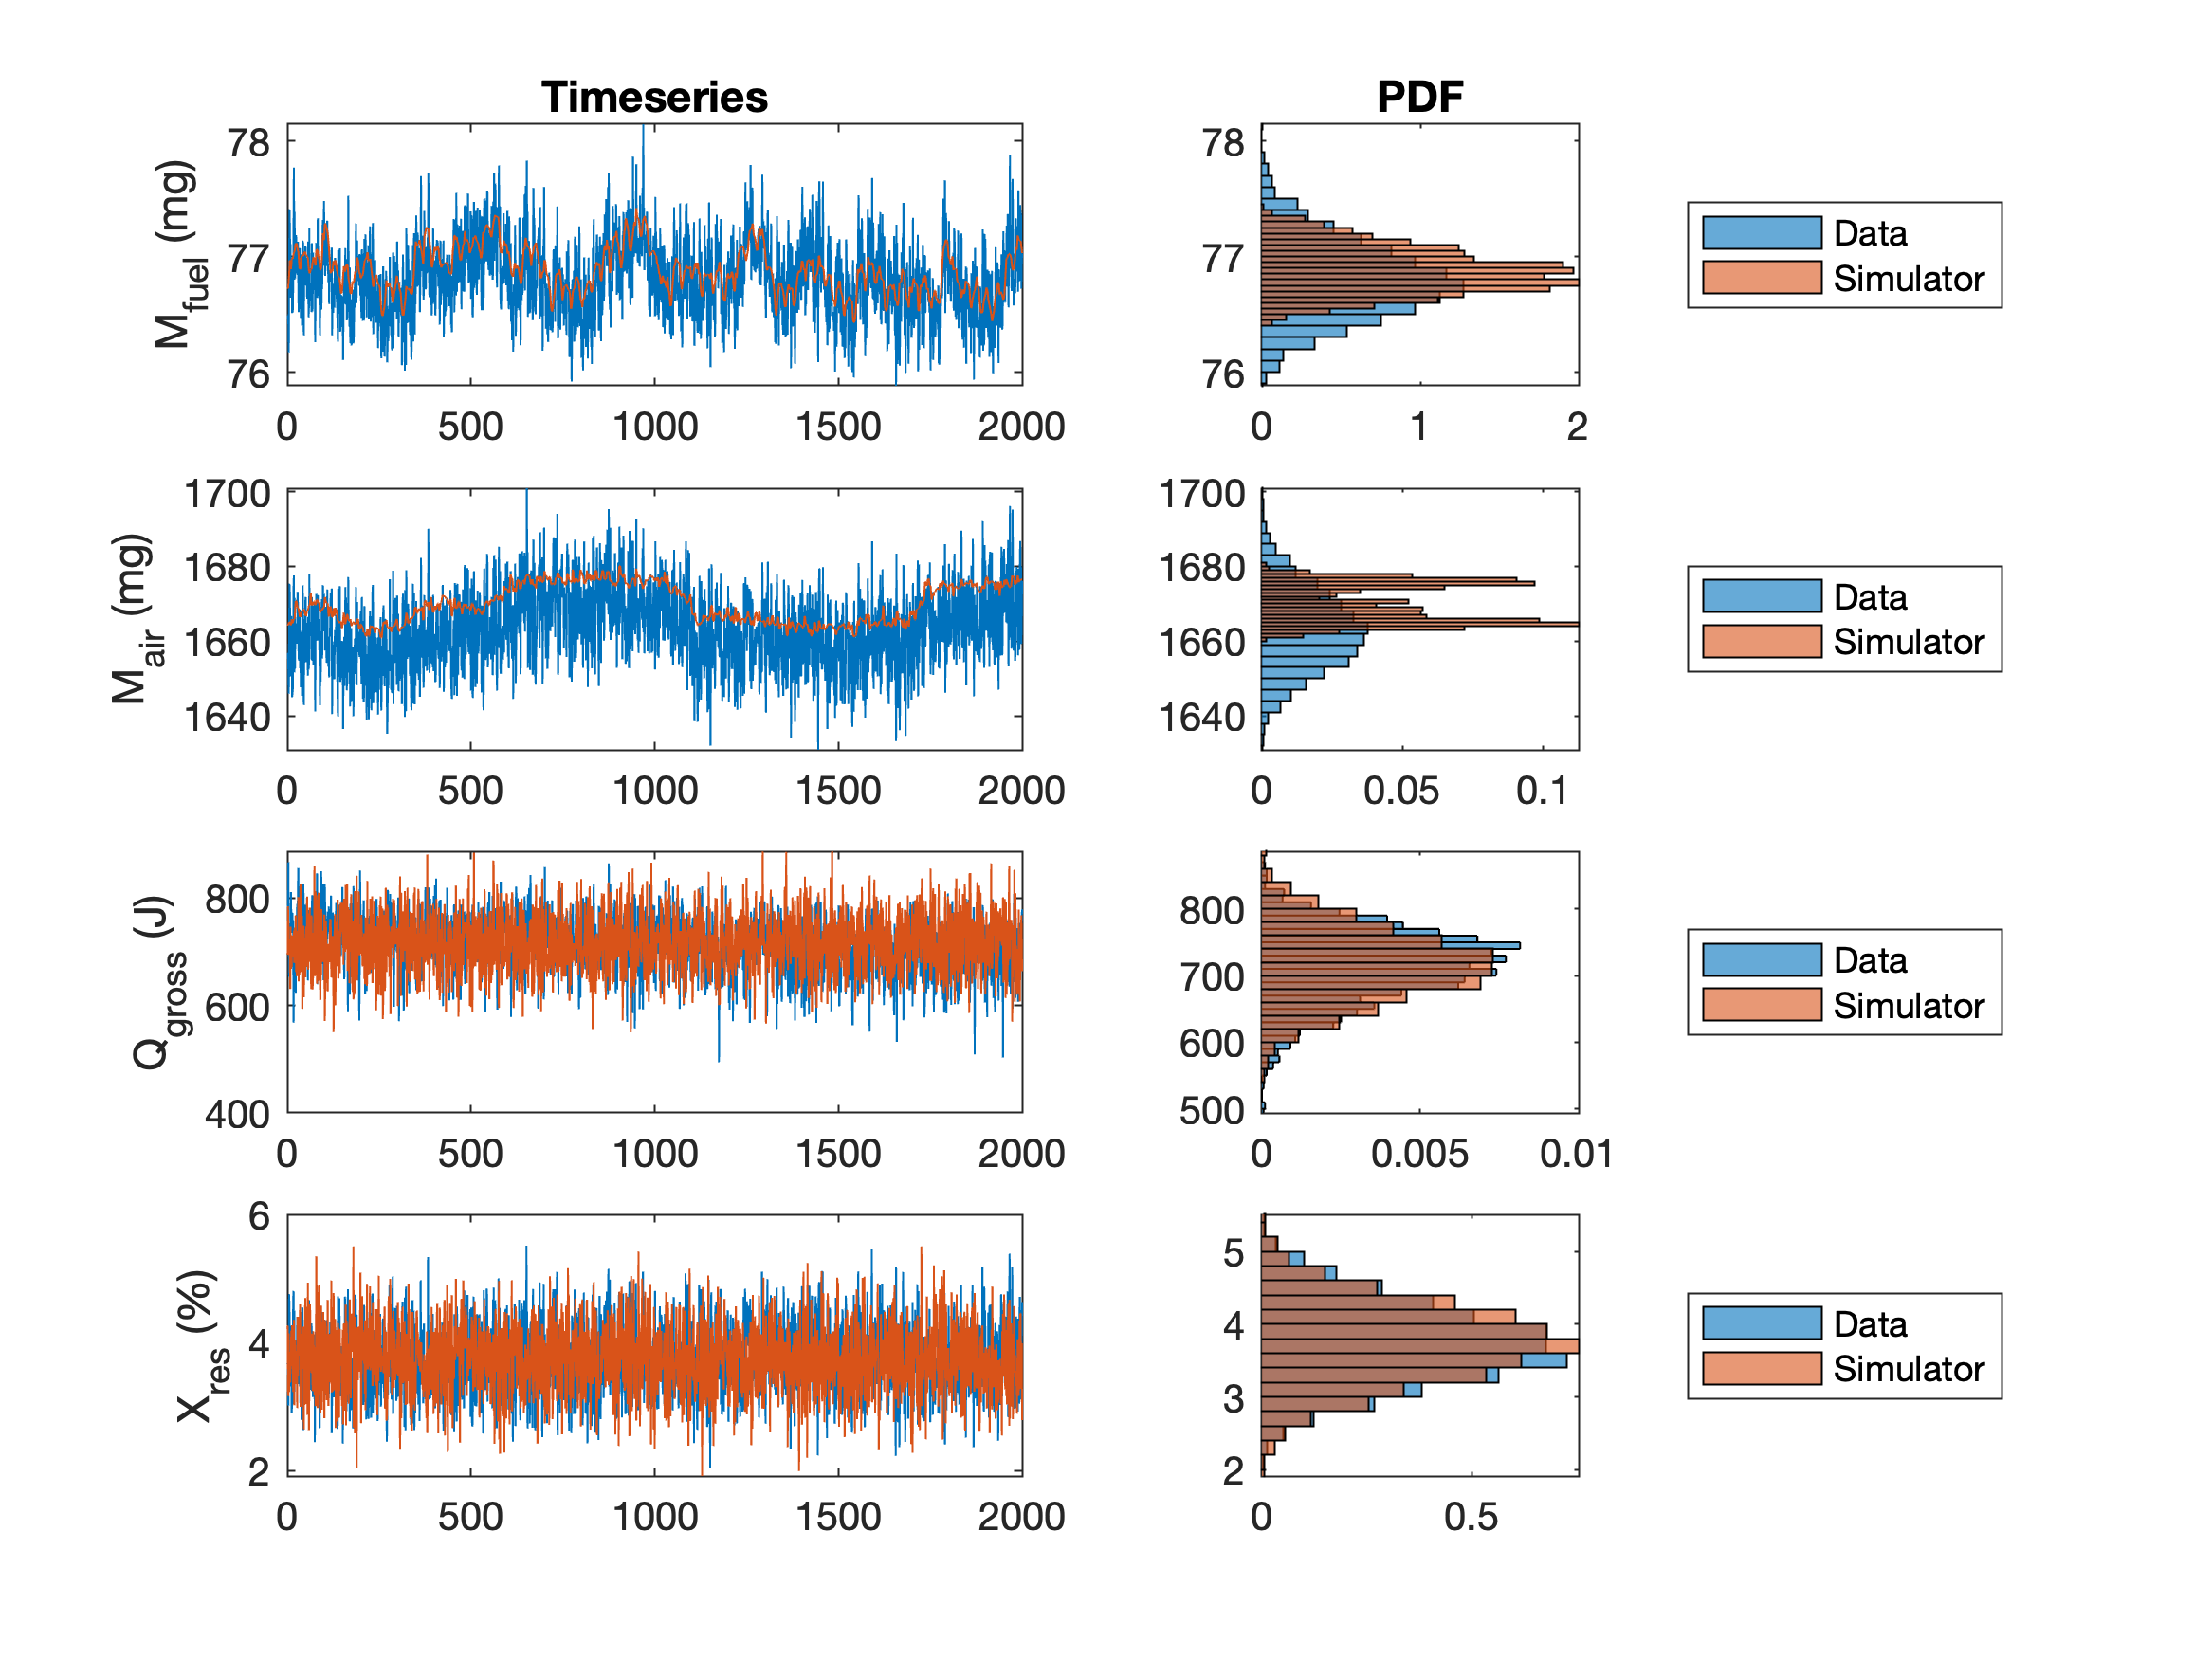 Timeseries
PDF
M_fuel (mg)
78
77
76
0 500 1000 1500 2000
78
77
76
0 1 2
Data
Simulator
M_air (mg)
1700
1680
1660
1640
0 500 1000 1500 2000
1700
1680
1660
1640
0 0.05 0.1
Data
Simulator
Q_gross (J)
800
600
400
0 500 1000 1500 2000
800
700
600
500
0 0.005 0.01
Data
Simulator
X_res (%)
6
4
2
0 500 1000 1500 2000
5
4
3
2
0 0.5
Data
Simulator